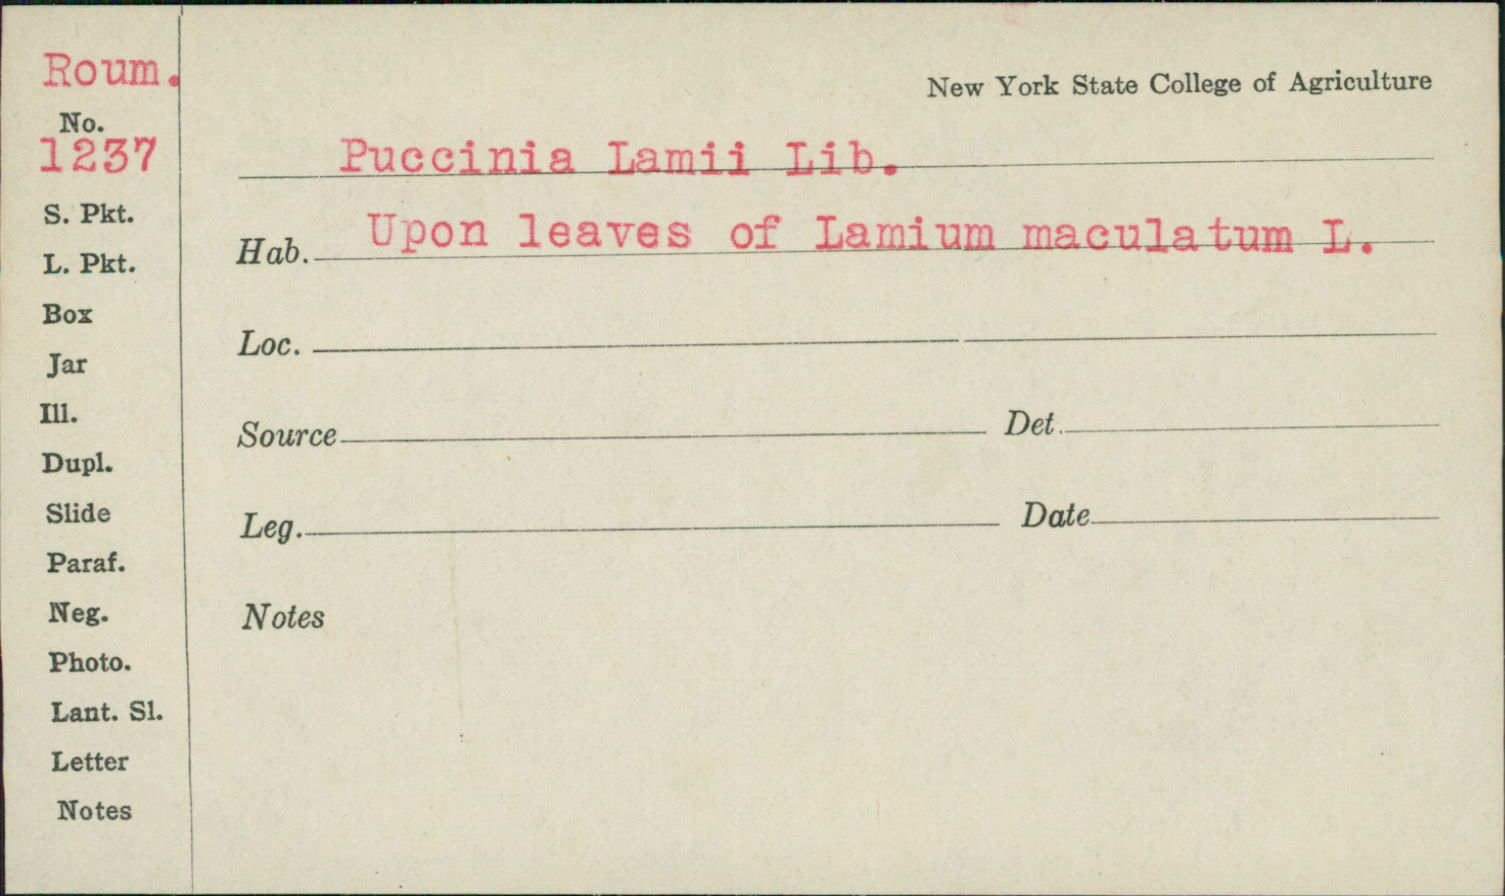 Roum.
No.
1237
S. Pkt.
L. Pkt.
Box
Jar
Ill.
Dupl.
Slide
Paraf.
Neg.
Photo.
Lant. Sl.
Letter
Notes
New York State College of Agriculture
Puccinia Lamii Lib.
Hab. Upon leaves of Lamium maculatum L.
Loc.
Source Det.
Leg. Date
Notes